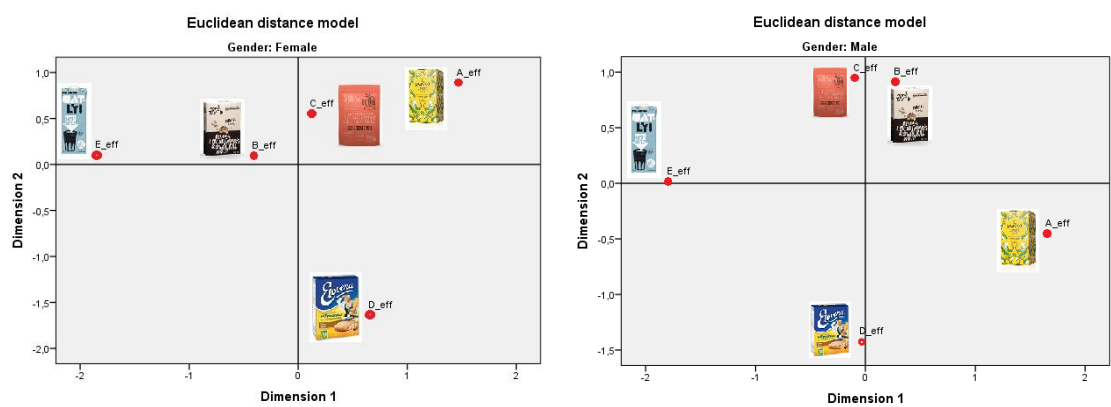 Euclidean distance model
Gender: Female
1,0
0,5
0,0
-0,5
-1,0
-1,5
-2,0
Dimension 2
A_eff
C_eff
E_eff
B_eff
D_eff
OAT-
LY!
Elovena
-2
-1
0
1
2
Dimension 1
Euclidean distance model
Gender: Male
1,0
0,5
0,0
-0,5
-1,0
-1,5
Dimension 2
C_eff
B_eff
E_eff
A_eff
D_eff
OAT-
LY!
Elovena
-2
-1
0
1
2
Dimension 1